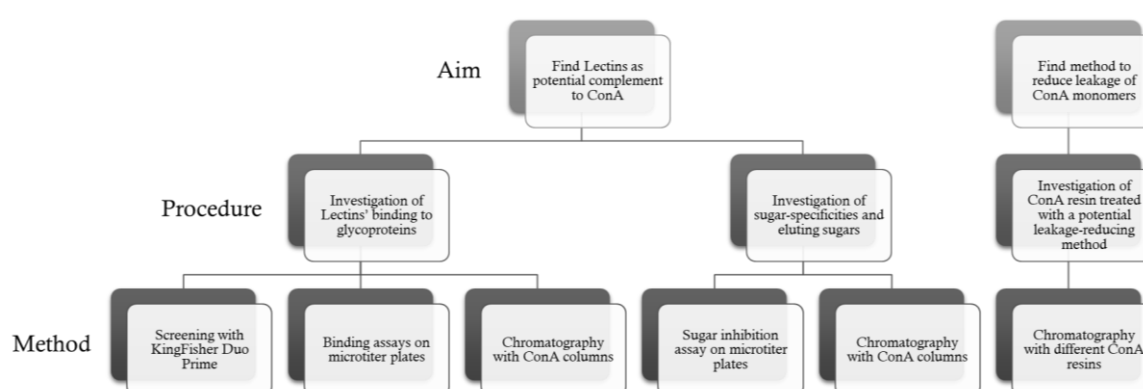 Aim
Find Lectins as
potential complement
to ConA
Find method to
reduce leakage of
ConA monomers
Procedure
Investigation of
Lectins' binding to
glycoproteins
Investigation of
sugar-specificities and
eluting sugars
Investigation of
ConA resin treated
with a potential
leakage-reducing
method
Method
Screening with
KingFisher Duo
Prime
Binding assays on
microtiter plates
Chromatography
with ConA columns
Sugar inhibition
assay on microtiter
plates
Chromatography
with ConA columns
Chromatography
with different ConA
resins